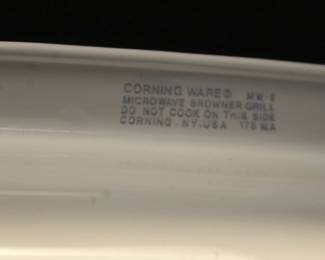 CORNING WARE® MW-2
MICROWAVE BROWNER GRILL
DO NOT COOK ON THIS SIDE
CORNING, NY. USA 175 MA